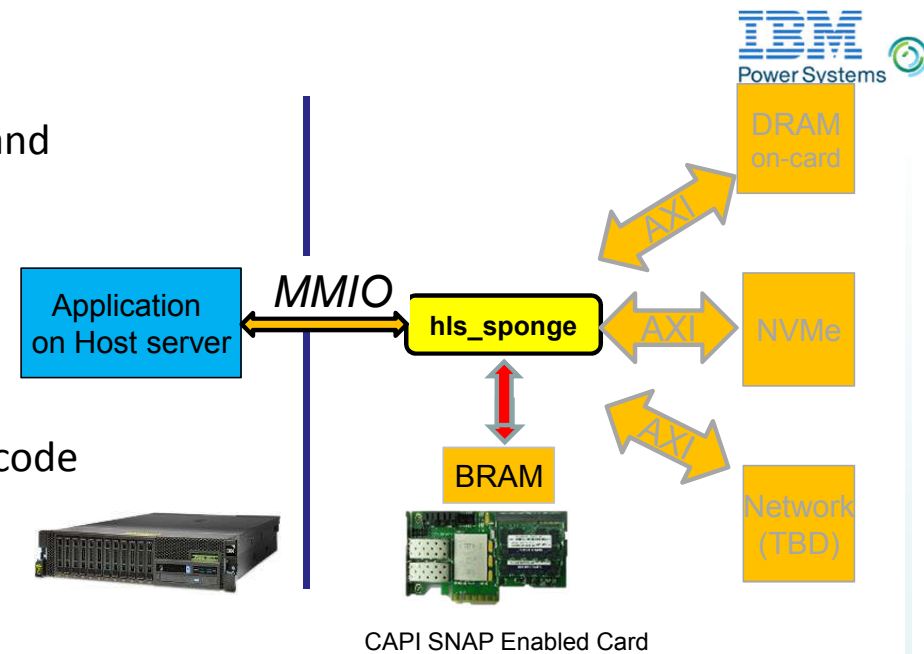 IBM
Power Systems
and
DRAM
on-card
AXI
MMIO
Application
on Host server
hls_sponge
AXI
NVMe
AXI
code
BRAM
Network
(TBD)
CAPI SNAP Enabled Card